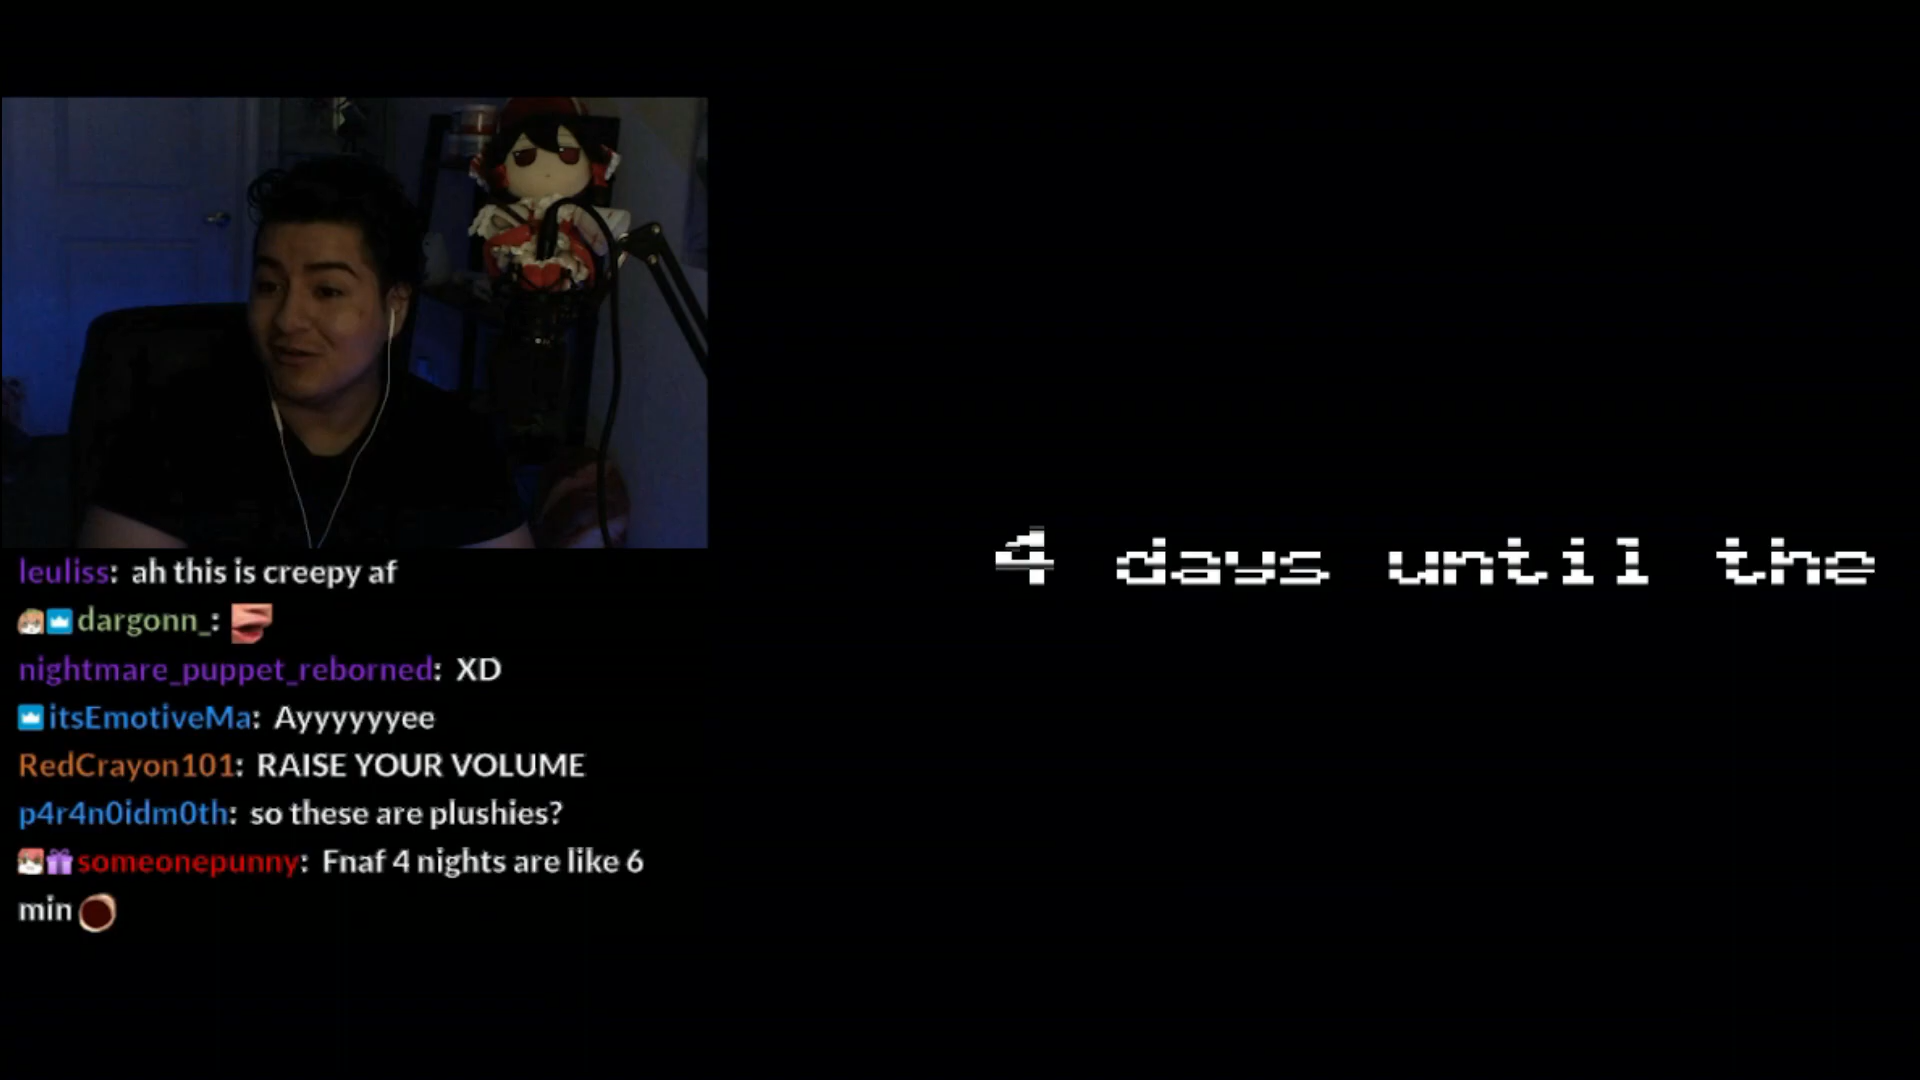 leuliss: ah this is creepy af
dargonn_:
nightmare_puppet_reborned: XD
itsEmotiveMa: Ayyyyyyee
RedCrayon101: RAISE YOUR VOLUME
p4r4n0idm0th: so these are plushies?
someonepunny: Fnaf 4 nights are like 6
min
4 days until the